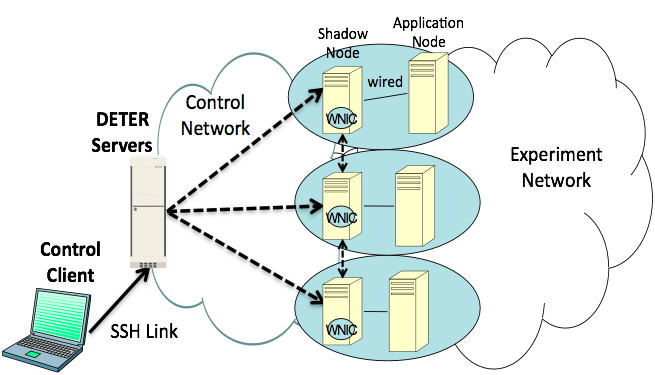 Shadow
Node
Application
Node
wired
WNIC
Control
Network
DETER
Servers
Experiment
Network
WNIC
Control
Client
SSH Link
WNIC